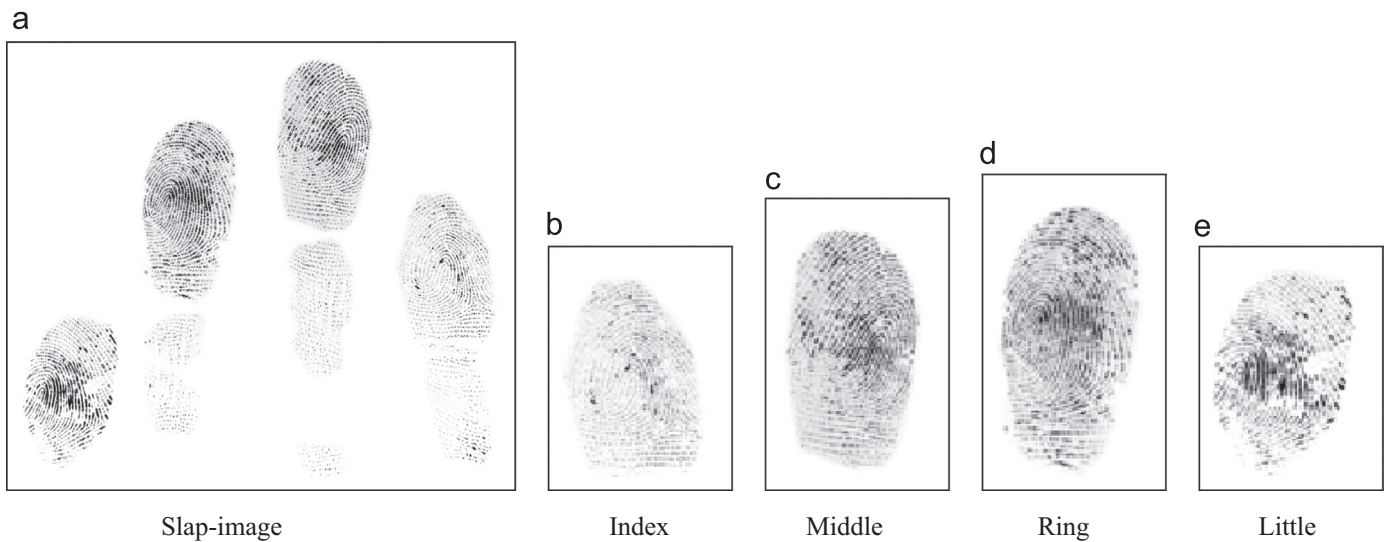 a
b
c
d
e
Slap-image
Index
Middle
Ring
Little